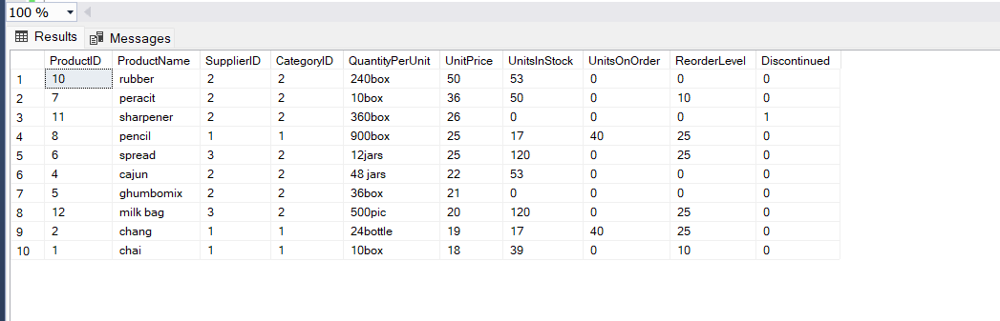 100 %
Results Messages
ProductID ProductName SupplierID CategoryID QuantityPerUnit UnitPrice UnitsInStock UnitsOnOrder ReorderLevel Discontinued
1 10 rubber 2 2 240box 50 53 0 0 0
2 7 peracit 2 2 10box 36 50 0 10 0
3 11 sharpener 2 2 360box 26 0 0 0 1
4 8 pencil 1 1 900box 25 17 40 25 0
5 6 spread 3 2 12jars 25 120 0 25 0
6 4 cajun 2 2 48 jars 22 53 0 0 0
7 5 ghumbomix 2 2 36box 21 0 0 0 0
8 12 milk bag 3 2 500pic 20 120 0 25 0
9 2 chang 1 1 24bottle 19 17 40 25 0
10 1 chai 1 1 10box 18 39 0 10 0